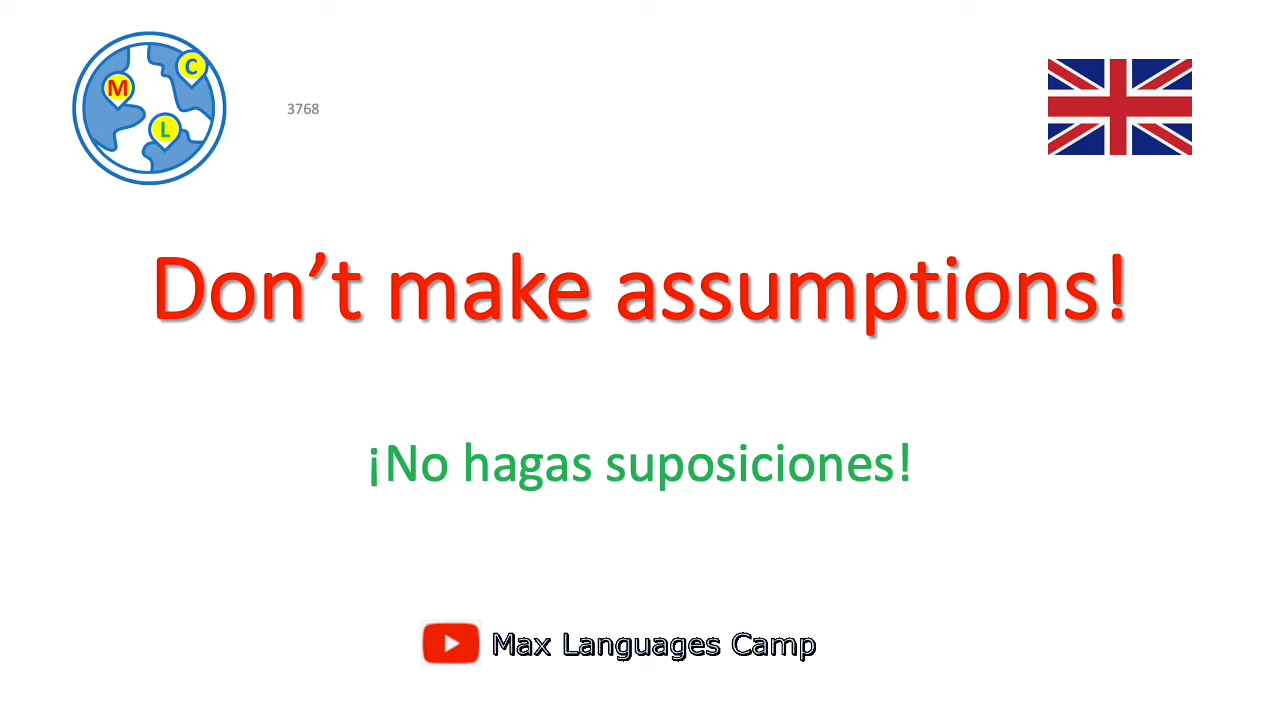 C
M
L
3768
Don’t make assumptions!
¡No hagas suposiciones!
Max Languages Camp